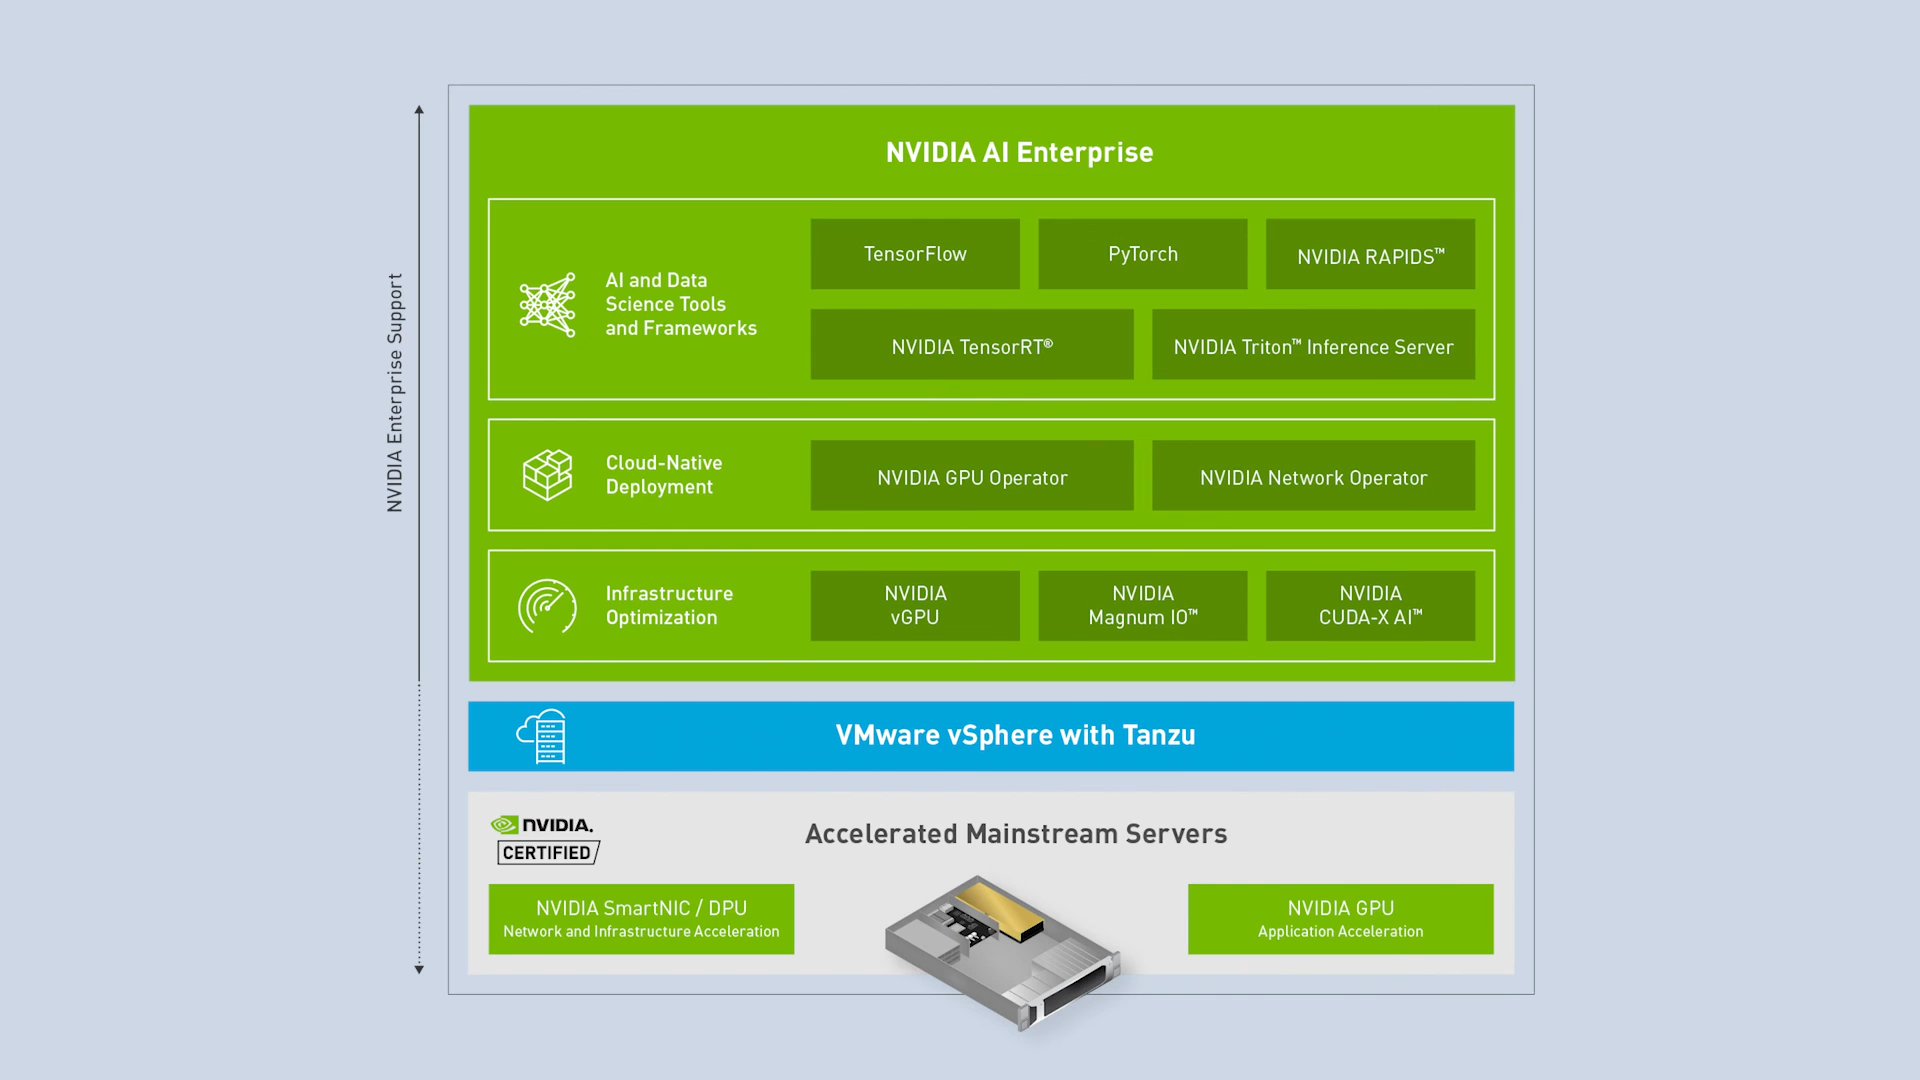 NVIDIA Enterprise Support
NVIDIA AI Enterprise
AI and Data
Science Tools
and Frameworks
TensorFlow
PyTorch
NVIDIA RAPIDS™
NVIDIA TensorRT®
NVIDIA Triton™ Inference Server
Cloud-Native
Deployment
NVIDIA GPU Operator
NVIDIA Network Operator
Infrastructure
Optimization
NVIDIA
vGPU
NVIDIA
Magnum IO™
NVIDIA
CUDA-X AI™
VMware vSphere with Tanzu
NVIDIA.
CERTIFIED
Accelerated Mainstream Servers
NVIDIA SmartNIC / DPU
Network and Infrastructure Acceleration
NVIDIA GPU
Application Acceleration